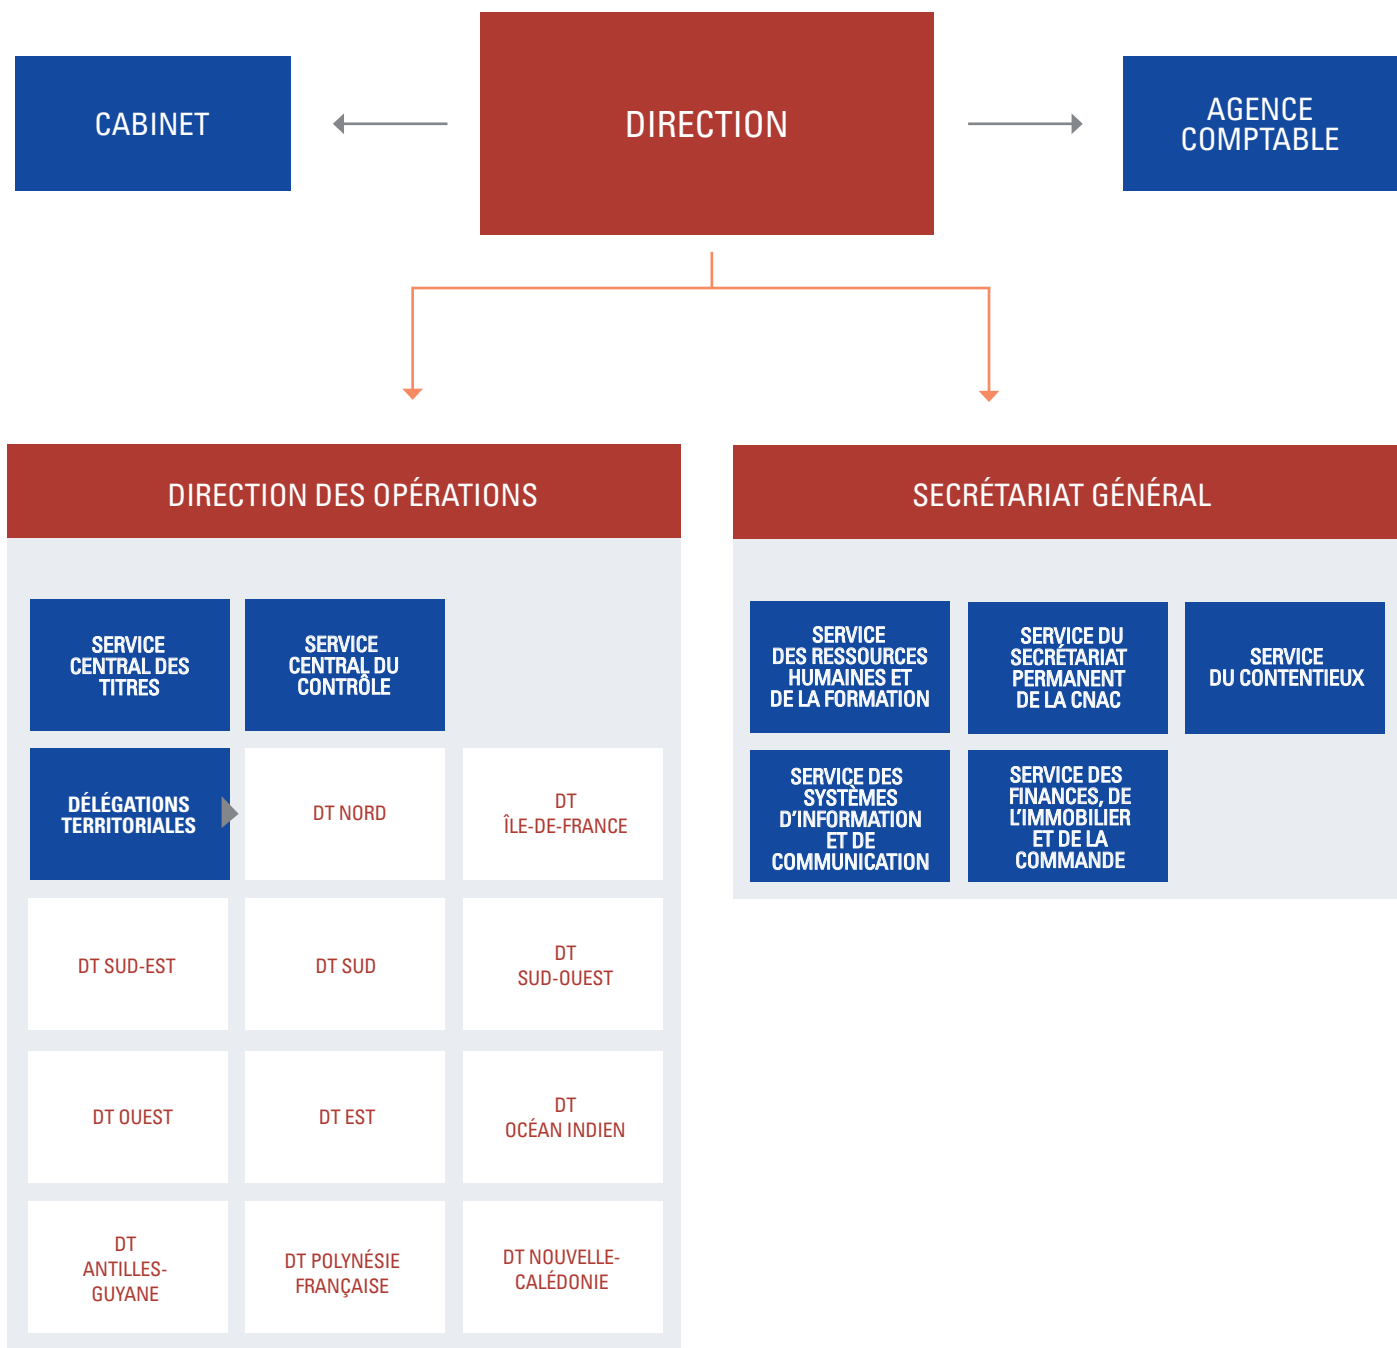 CABINET
DIRECTION
AGENCE
COMPTABLE
DIRECTION DES OPÉRATIONS
SERVICE
CENTRAL DES
TITRES
SERVICE
CENTRAL DU
CONTRÔLE
DÉLÉGATIONS
TERRITORIALES
DT NORD
DT
ÎLE-DE-FRANCE
DT SUD-EST
DT SUD
DT
SUD-OUEST
DT OUEST
DT EST
DT
OCÉAN INDIEN
DT
ANTILLES-
GUYANE
DT POLYNÉSIE
FRANÇAISE
DT NOUVELLE-
CALÉDONIE
SECRÉTARIAT GÉNÉRAL
SERVICE
DES RESSOURCES
HUMAINES ET
DE LA FORMATION
SERVICE DU
SECRÉTARIAT
PERMANENT
DE LA CNAC
SERVICE
DU CONTENTIEUX
SERVICE DES
SYSTÈMES
D'INFORMATION
ET DE
COMMUNICATION
SERVICE DES
FINANCES, DE
L'IMMOBILIER
ET DE LA
COMMANDE